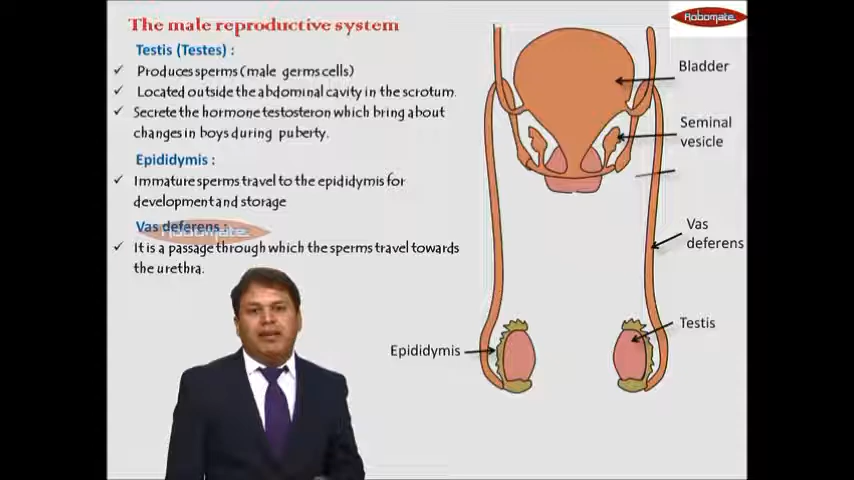 The male reproductive system
Robomate
Testis (Testes) :
✓ Produces sperms (male germs cells)
✓ Located outside the abdominal cavity in the scrotum.
✓ Secrete the hormone testosteron which bring about
changes in boys during puberty.
Epididymis :
✓ Immature sperms travel to the epididymis for
development and storage
Vas deferens :
Robomate
✓ It is a passage through which the sperms travel towards
the urethra.
Bladder
Seminal
vesicle
Vas
deferens
Testis
Epididymis